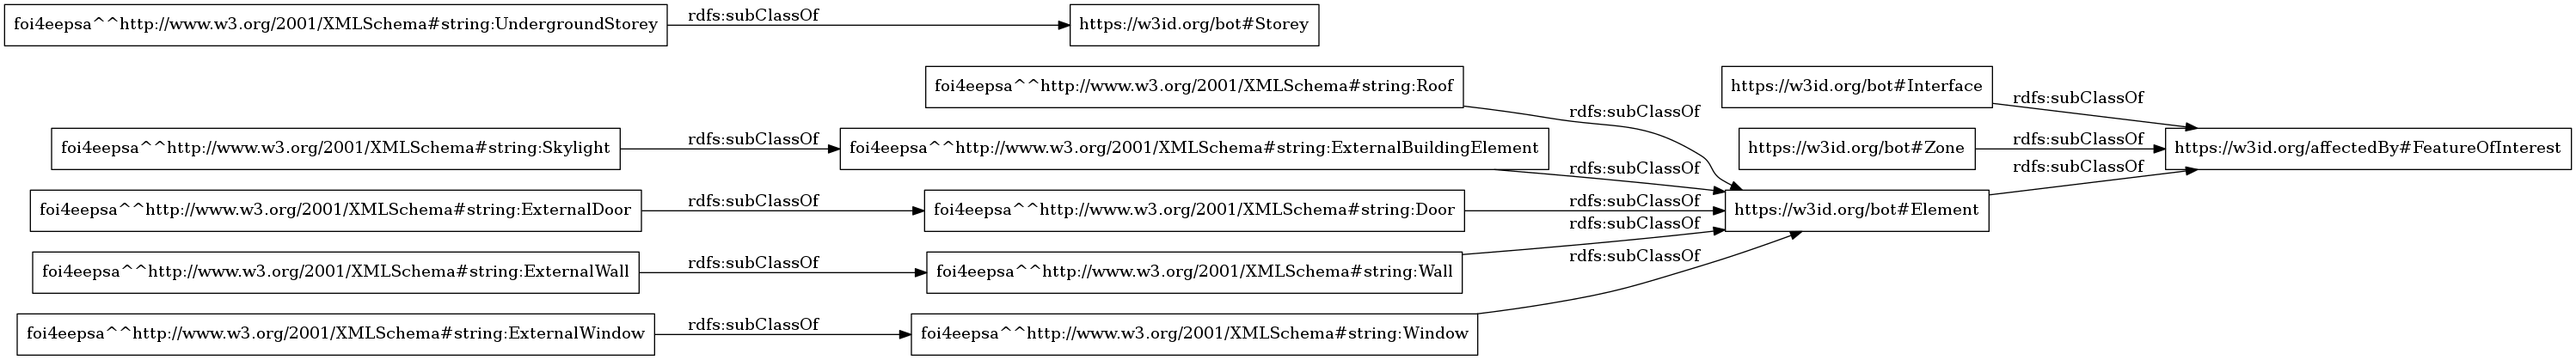 foi4eepsa^^http://www.w3.org/2001/XMLSchema#string:UndergroundStorey
rdfs:subClassOf
https://w3id.org/bot#Storey
foi4eepsa^^http://www.w3.org/2001/XMLSchema#string:Roof
rdfs:subClassOf
https://w3id.org/bot#Interface
rdfs:subClassOf
foi4eepsa^^http://www.w3.org/2001/XMLSchema#string:Skylight
rdfs:subClassOf
foi4eepsa^^http://www.w3.org/2001/XMLSchema#string:ExternalBuildingElement
rdfs:subClassOf
https://w3id.org/bot#Zone
rdfs:subClassOf
https://w3id.org/affectedBy#FeatureOfInterest
foi4eepsa^^http://www.w3.org/2001/XMLSchema#string:ExternalDoor
rdfs:subClassOf
foi4eepsa^^http://www.w3.org/2001/XMLSchema#string:Door
rdfs:subClassOf
https://w3id.org/bot#Element
rdfs:subClassOf
foi4eepsa^^http://www.w3.org/2001/XMLSchema#string:ExternalWall
rdfs:subClassOf
foi4eepsa^^http://www.w3.org/2001/XMLSchema#string:Wall
rdfs:subClassOf
foi4eepsa^^http://www.w3.org/2001/XMLSchema#string:ExternalWindow
rdfs:subClassOf
foi4eepsa^^http://www.w3.org/2001/XMLSchema#string:Window
rdfs:subClassOf